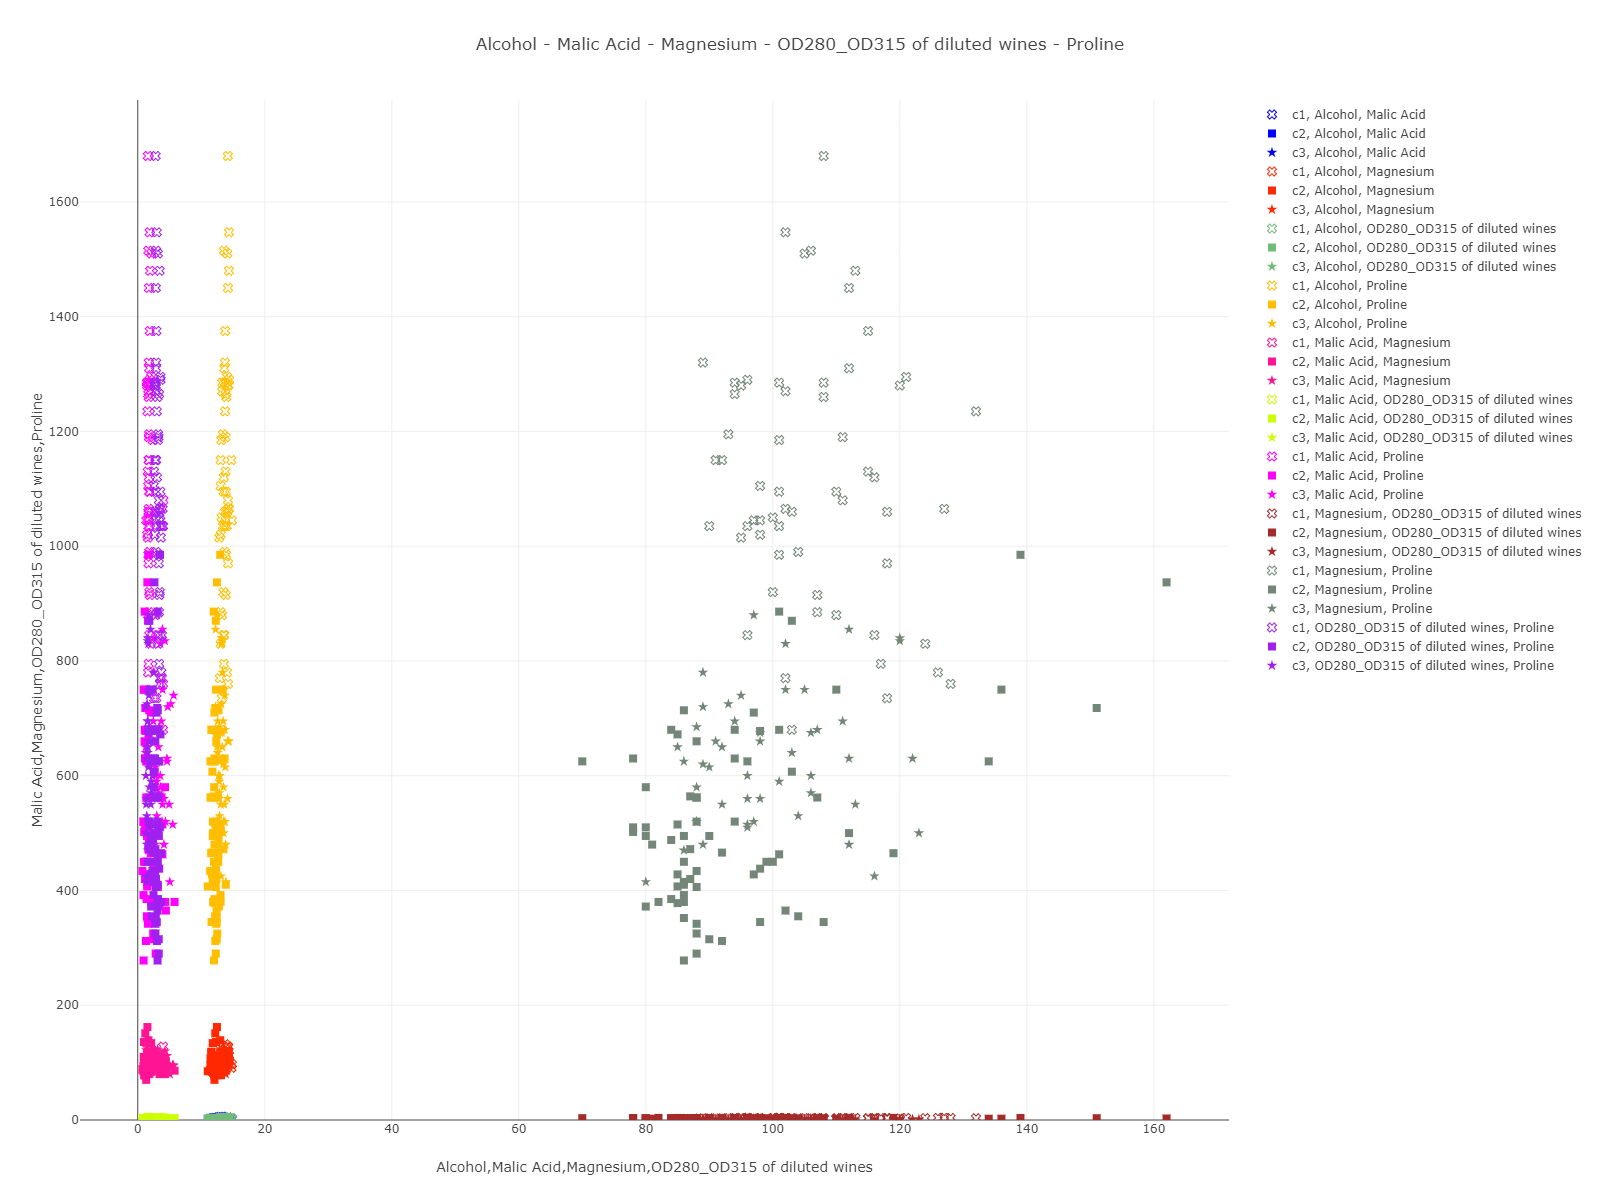 Alcohol - Malic Acid - Magnesium - OD280_OD315 of diluted wines - Proline
Malic Acid,Magnesium,OD280_OD315 of diluted wines,Proline
1600
1400
1200
1000
800
600
400
200
0
0 20 40 60 80 100 120 140 160
Alcohol,Malic Acid,Magnesium,OD280_OD315 of diluted wines
c1, Alcohol, Malic Acid
c2, Alcohol, Malic Acid
c3, Alcohol, Malic Acid
c1, Alcohol, Magnesium
c2, Alcohol, Magnesium
c3, Alcohol, Magnesium
c1, Alcohol, OD280_OD315 of diluted wines
c2, Alcohol, OD280_OD315 of diluted wines
c3, Alcohol, OD280_OD315 of diluted wines
c1, Alcohol, Proline
c2, Alcohol, Proline
c3, Alcohol, Proline
c1, Malic Acid, Magnesium
c2, Malic Acid, Magnesium
c3, Malic Acid, Magnesium
c1, Malic Acid, OD280_OD315 of diluted wines
c2, Malic Acid, OD280_OD315 of diluted wines
c3, Malic Acid, OD280_OD315 of diluted wines
c1, Malic Acid, Proline
c2, Malic Acid, Proline
c3, Malic Acid, Proline
c1, Magnesium, OD280_OD315 of diluted wines
c2, Magnesium, OD280_OD315 of diluted wines
c3, Magnesium, OD280_OD315 of diluted wines
c1, Magnesium, Proline
c2, Magnesium, Proline
c3, Magnesium, Proline
c1, OD280_OD315 of diluted wines, Proline
c2, OD280_OD315 of diluted wines, Proline
c3, OD280_OD315 of diluted wines, Proline